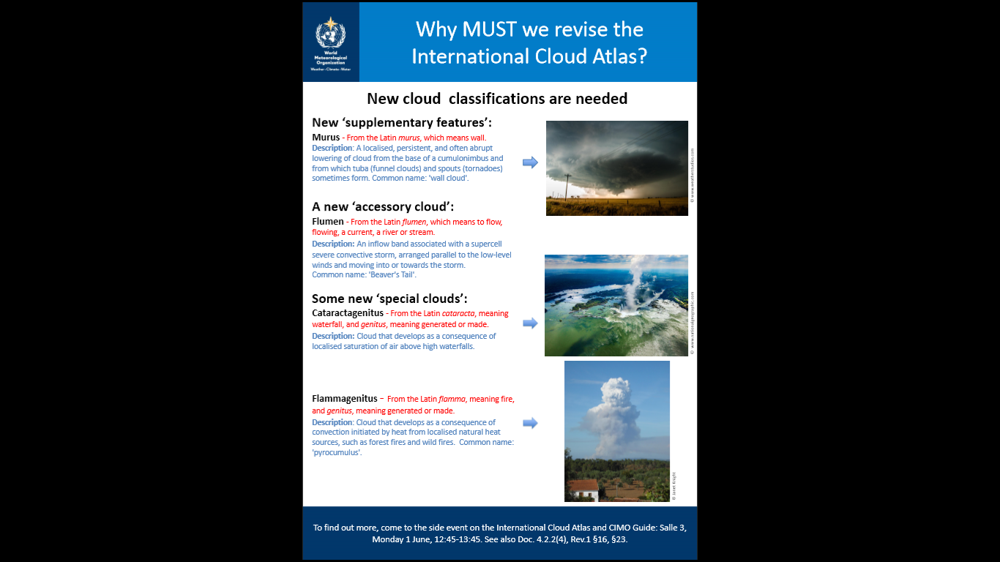 World
Meteorological
Organization
Weather • Climate • Water
Why MUST we revise the
International Cloud Atlas?
New cloud classifications are needed
New ‘supplementary features’:
Murus - From the Latin murus, which means wall.
Description: A localised, persistent, and often abrupt
lowering of cloud from the base of a cumulonimbus and
from which tuba (funnel clouds) and spouts (tornadoes)
sometimes form. Common name: 'wall cloud'.
© www.weatherstudios.com
A new ‘accessory cloud’:
Flumen - From the Latin flumen, which means to flow,
flowing, a current, a river or stream.
Description: An inflow band associated with a supercell
severe convective storm, arranged parallel to the low-level
winds and moving into or towards the storm.
Common name: 'Beaver's Tail'.
Some new ‘special clouds’:
Cataractagenitus - From the Latin cataracta, meaning
waterfall, and genitus, meaning generated or made.
Description: Cloud that develops as a consequence of
localised saturation of air above high waterfalls.
© www.nationalgeographic.com
Flammagenitus - From the Latin flamma, meaning fire,
and genitus, meaning generated or made.
Description: Cloud that develops as a consequence of
convection initiated by heat from localised natural heat
sources, such as forest fires and wild fires. Common name:
'pyrocumulus'.
© Janet Knight
To find out more, come to the side event on the International Cloud Atlas and CIMO Guide: Salle 3,
Monday 1 June, 12:45-13:45. See also Doc. 4.2.2(4), Rev.1 §16, §23.